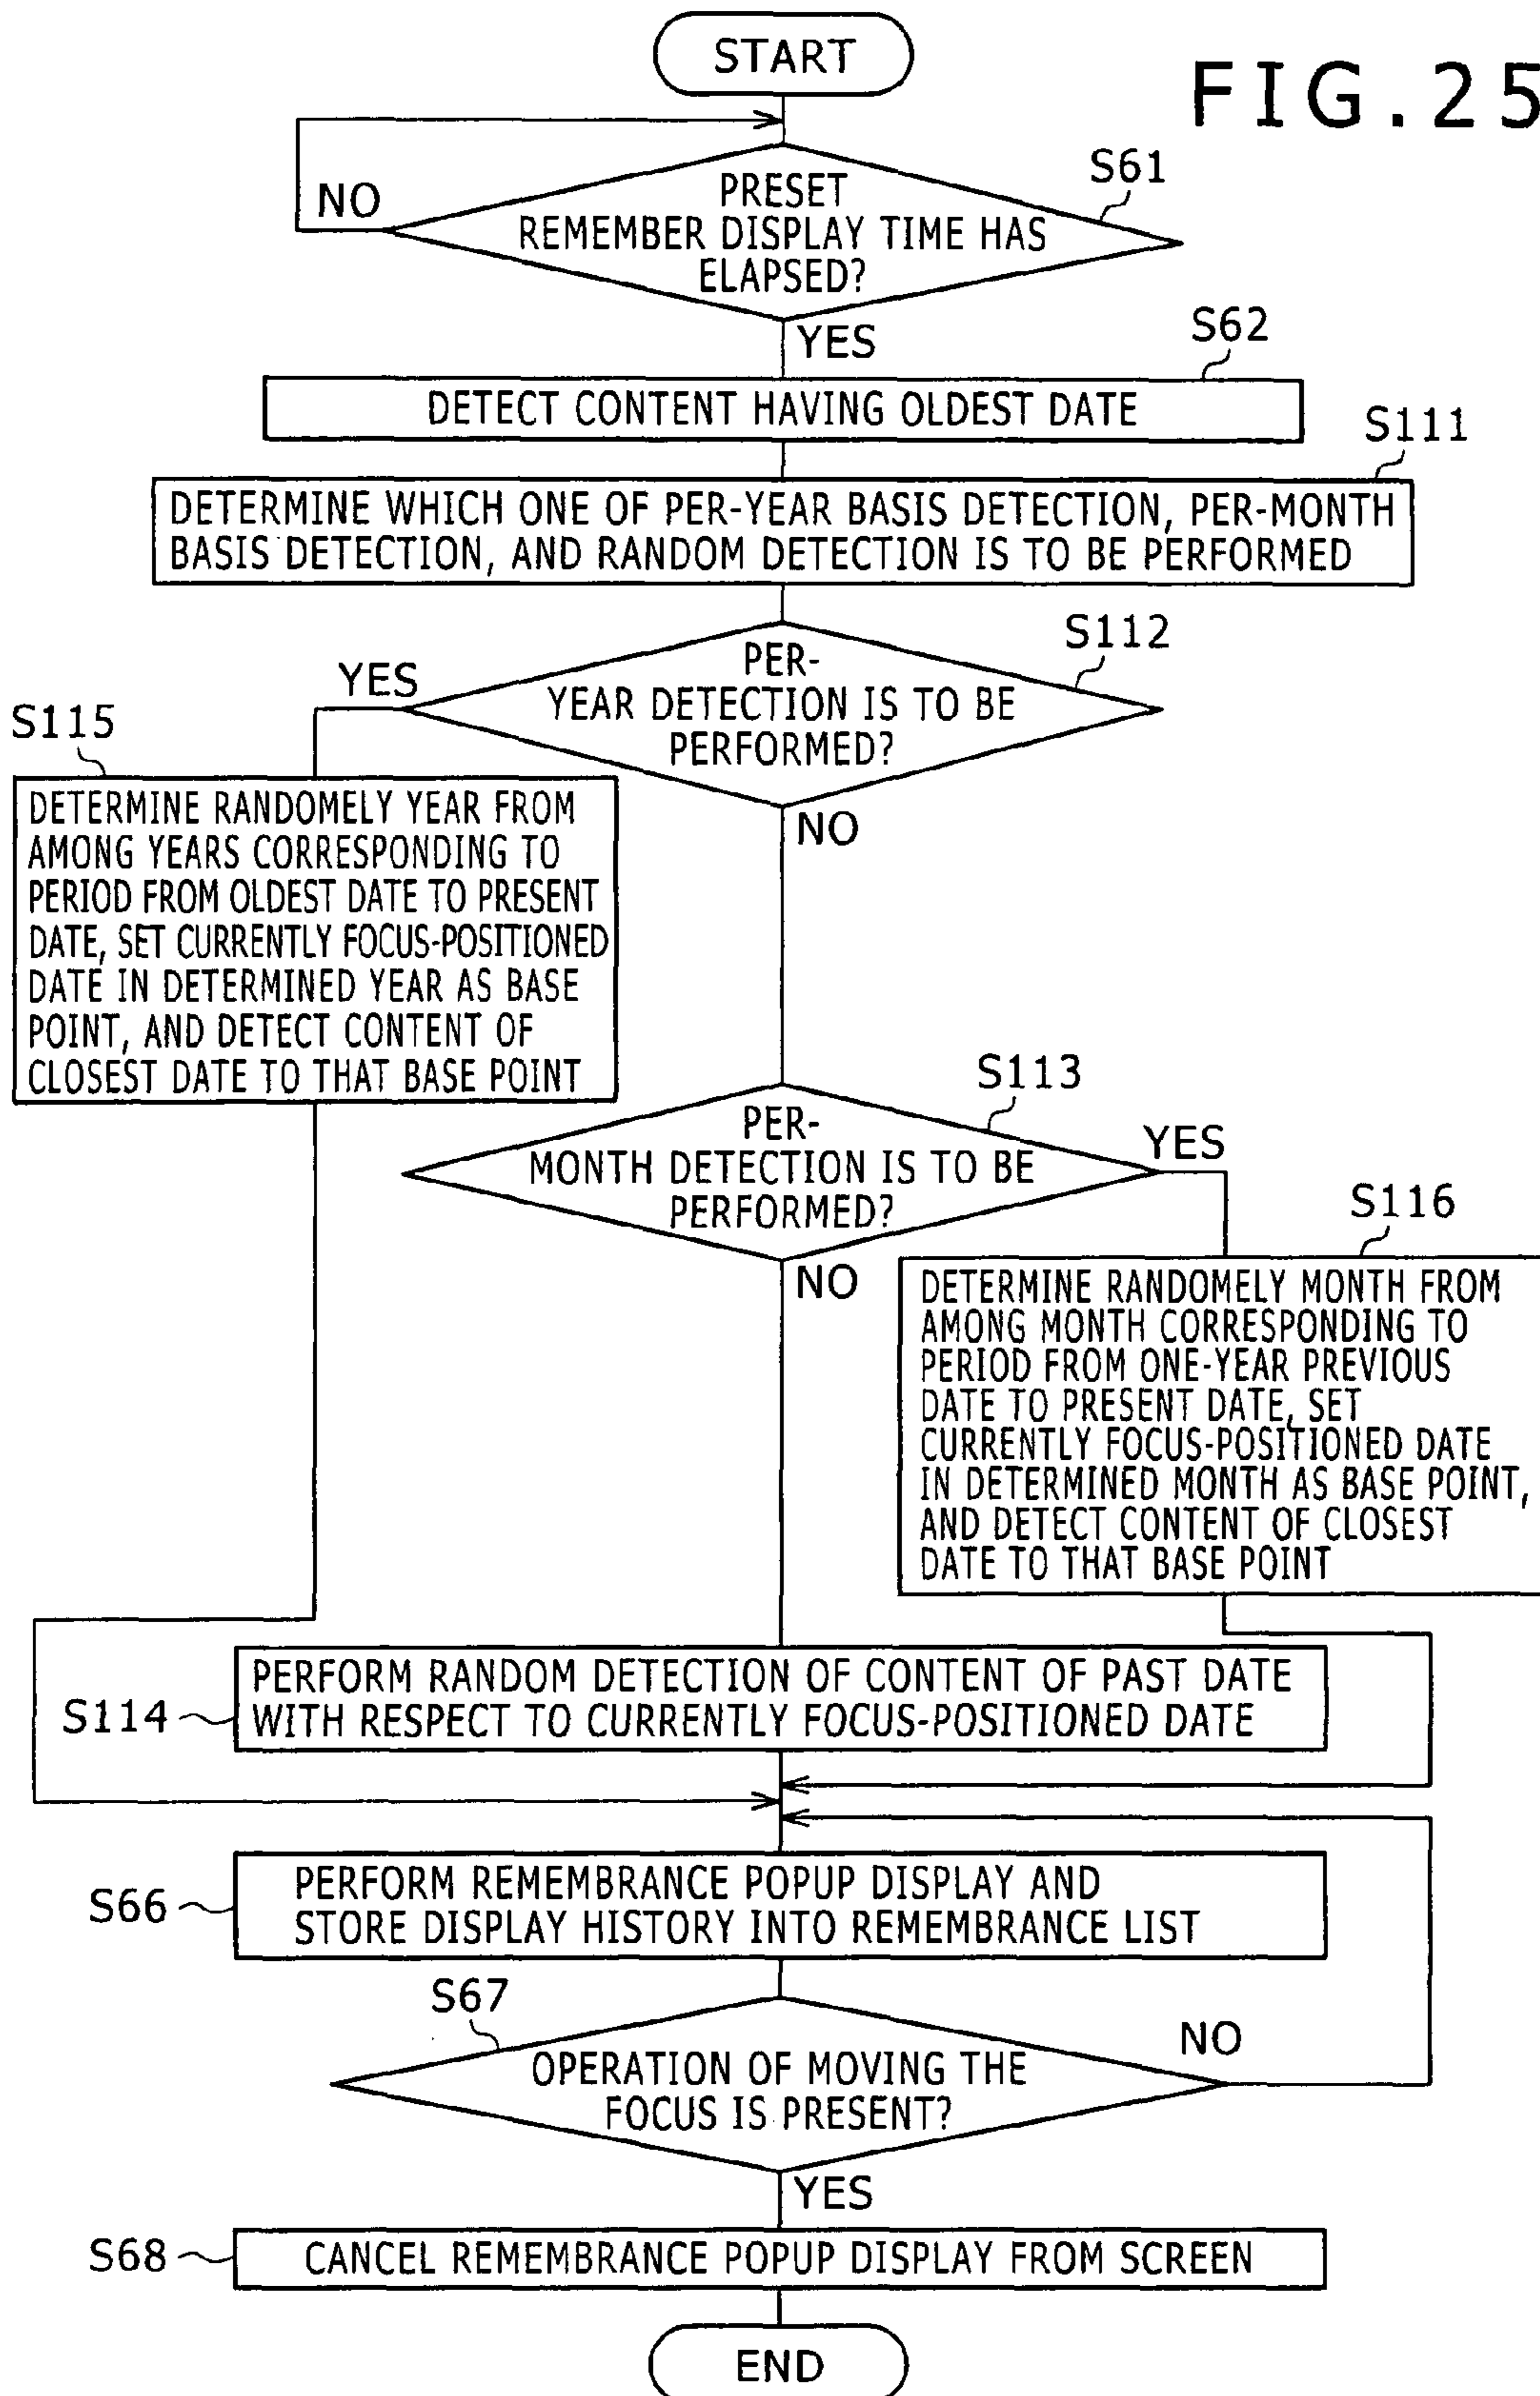 START
FIG.25
S61
NO
PRESET
REMEMBER DISPLAY TIME HAS
ELAPSED?
YES
S62
DETECT CONTENT HAVING OLDEST DATE
S111
DETERMINE WHICH ONE OF PER-YEAR BASIS DETECTION, PER-MONTH
BASIS DETECTION, AND RANDOM DETECTION IS TO BE PERFORMED
S112
YES
PER-
YEAR DETECTION IS TO BE
PERFORMED?
NO
S115
DETERMINE RANDOMELY YEAR FROM
AMONG YEARS CORRESPONDING TO
PERIOD FROM OLDEST DATE TO PRESENT
DATE, SET CURRENTLY FOCUS-POSITIONED
DATE IN DETERMINED YEAR AS BASE
POINT, AND DETECT CONTENT OF
CLOSEST DATE TO THAT BASE POINT
S113
PER-
MONTH DETECTION IS TO BE
PERFORMED?
YES
NO
S116
DETERMINE RANDOMELY MONTH FROM
AMONG MONTH CORRESPONDING TO
PERIOD FROM ONE-YEAR PREVIOUS
DATE TO PRESENT DATE, SET
CURRENTLY FOCUS-POSITIONED DATE
IN DETERMINED MONTH AS BASE POINT,
AND DETECT CONTENT OF CLOSEST
DATE TO THAT BASE POINT
S114
PERFORM RANDOM DETECTION OF CONTENT OF PAST DATE
WITH RESPECT TO CURRENTLY FOCUS-POSITIONED DATE
S66
PERFORM REMEMBRANCE POPUP DISPLAY AND
STORE DISPLAY HISTORY INTO REMEMBRANCE LIST
S67
OPERATION OF MOVING THE
FOCUS IS PRESENT?
NO
YES
S68
CANCEL REMEMBRANCE POPUP DISPLAY FROM SCREEN
END